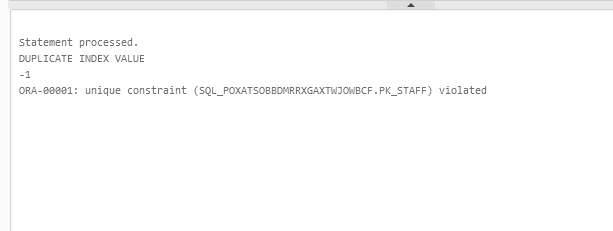 Statement processed.
DUPLICATE INDEX VALUE
-1
ORA-00001: unique constraint (SQL_POXATSOBBDMRRXGAXTWJOWBCF.PK_STAFF) violated